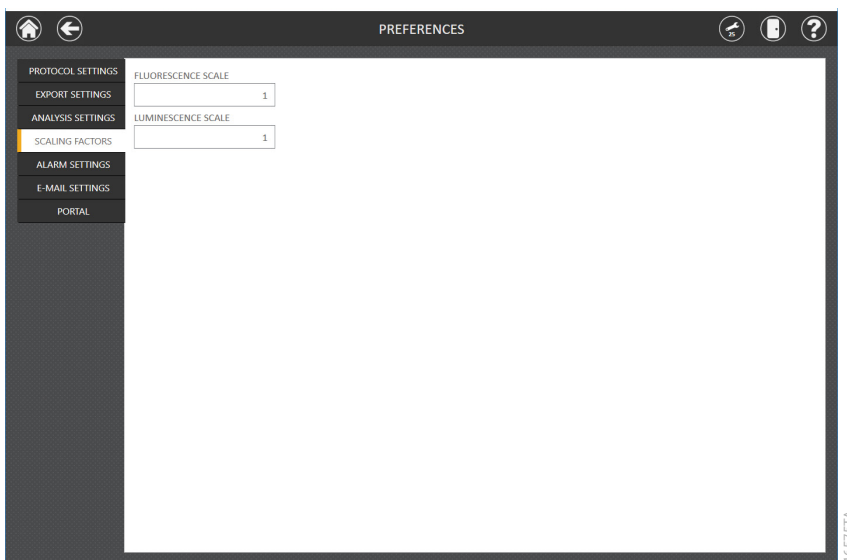 PREFERENCES
25
PROTOCOL SETTINGS
EXPORT SETTINGS
ANALYSIS SETTINGS
SCALING FACTORS
ALARM SETTINGS
E-MAIL SETTINGS
PORTAL
FLUORESCENCE SCALE
1
LUMINESCENCE SCALE
1